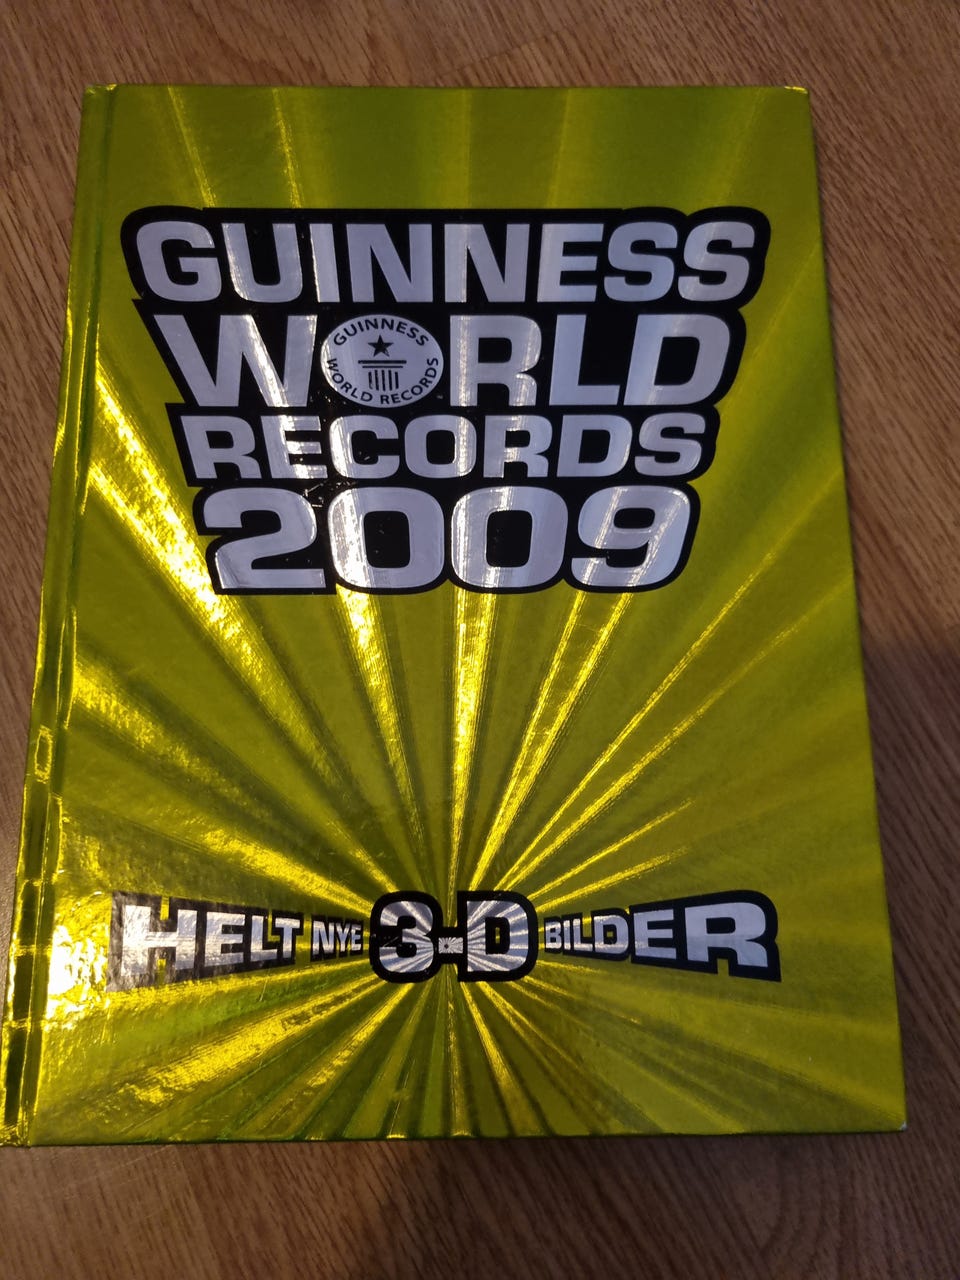 GUINNESS
WORLD
GUINNESS
WORLD RECORDS
RECORDS
2009
HELT NYE 3-D BILDER